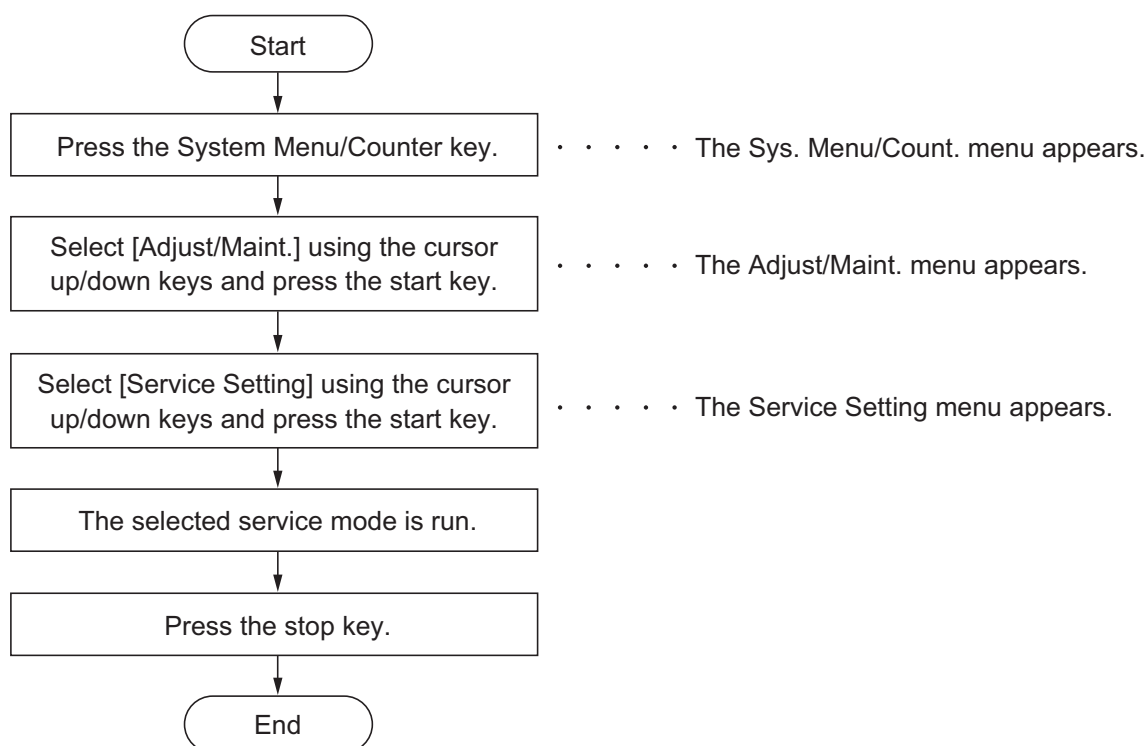 Start
Press the System Menu/Counter key.
· · · · · The Sys. Menu/Count. menu appears.
Select [Adjust/Maint.] using the cursor
up/down keys and press the start key.
· · · · · The Adjust/Maint. menu appears.
Select [Service Setting] using the cursor
up/down keys and press the start key.
· · · · · The Service Setting menu appears.
The selected service mode is run.
Press the stop key.
End